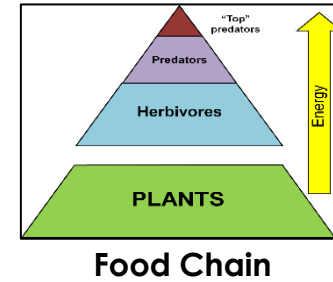 “Top”
predators
Predators
Herbivores
PLANTS
Energy
Food Chain